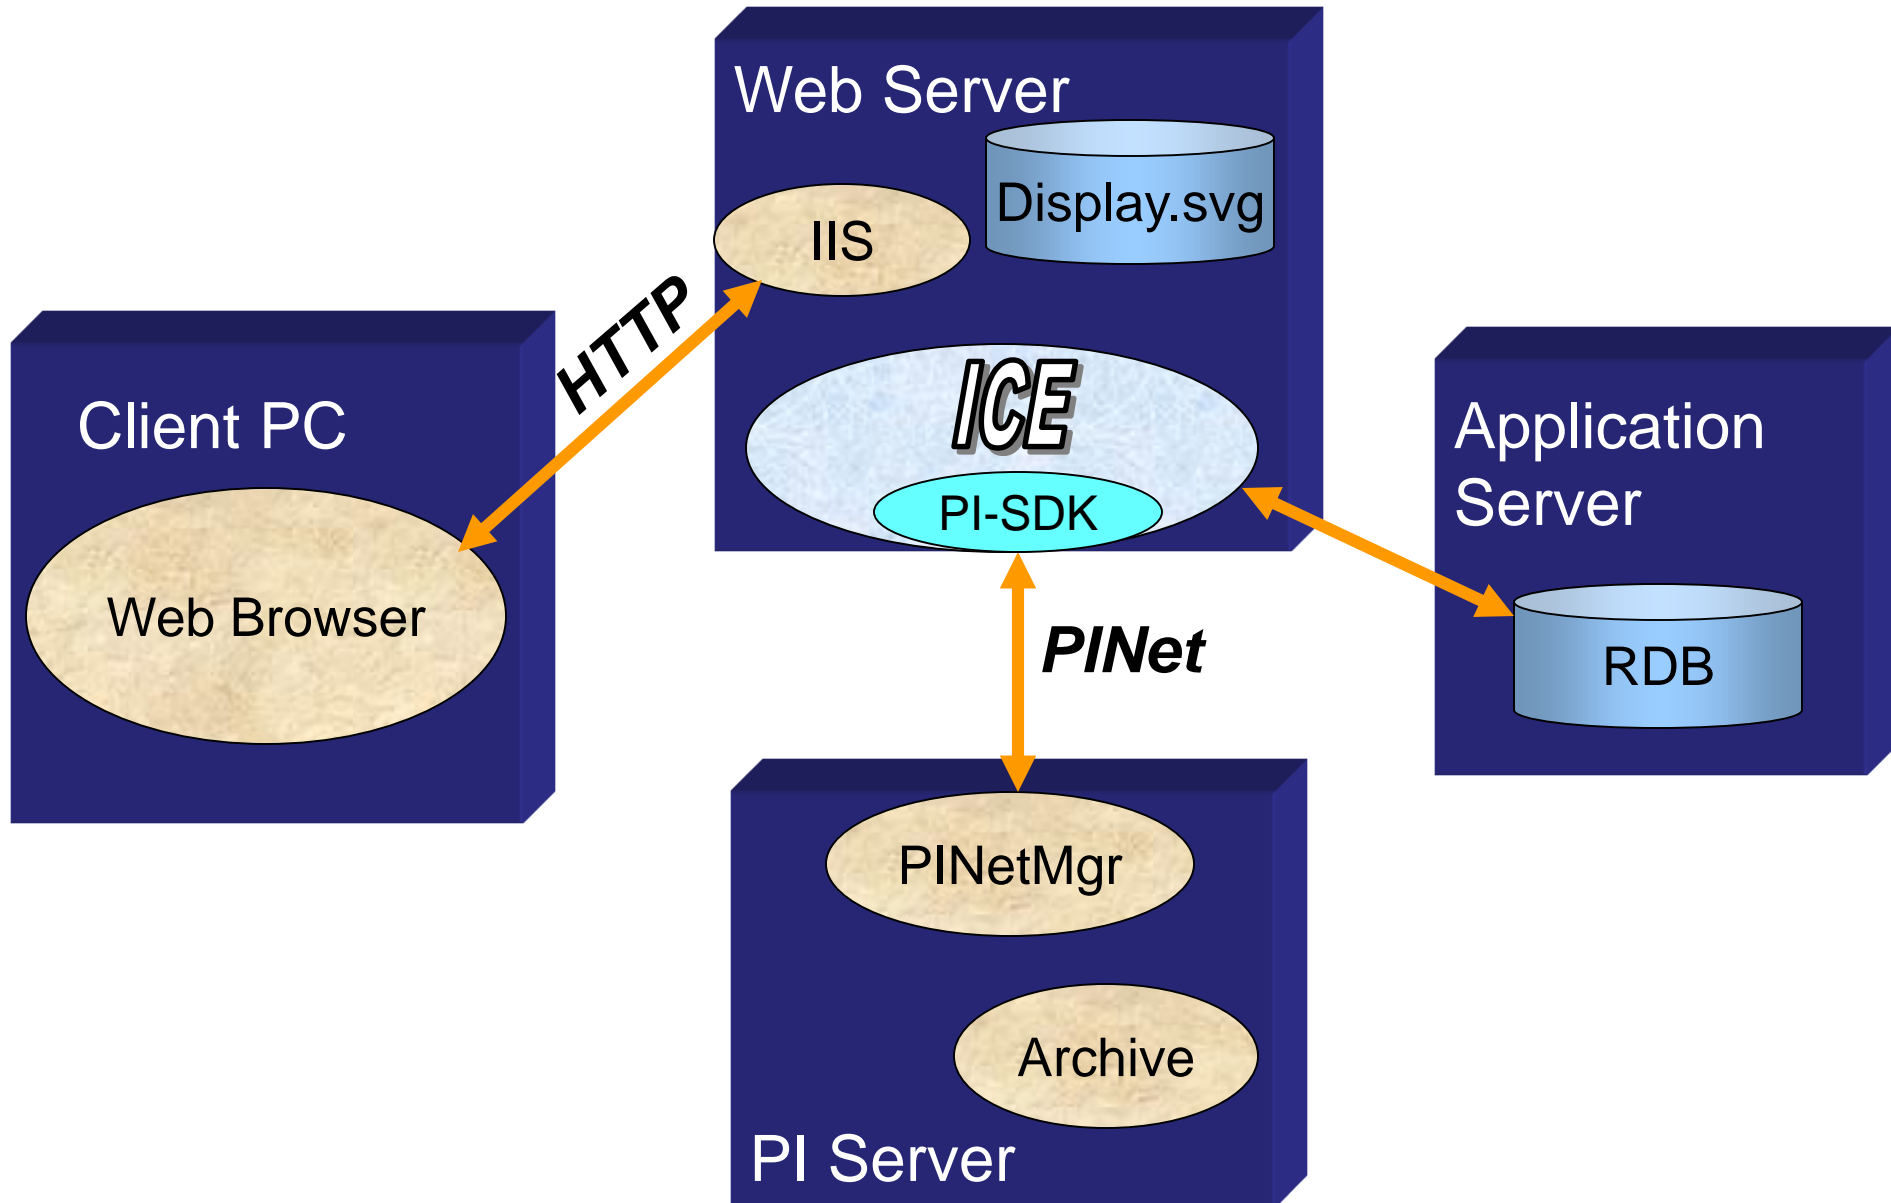 Web Server
Display.svg
IIS
HTTP
ICE
PI-SDK
Client PC
Web Browser
Application
Server
RDB
PINet
PINetMgr
Archive
PI Server